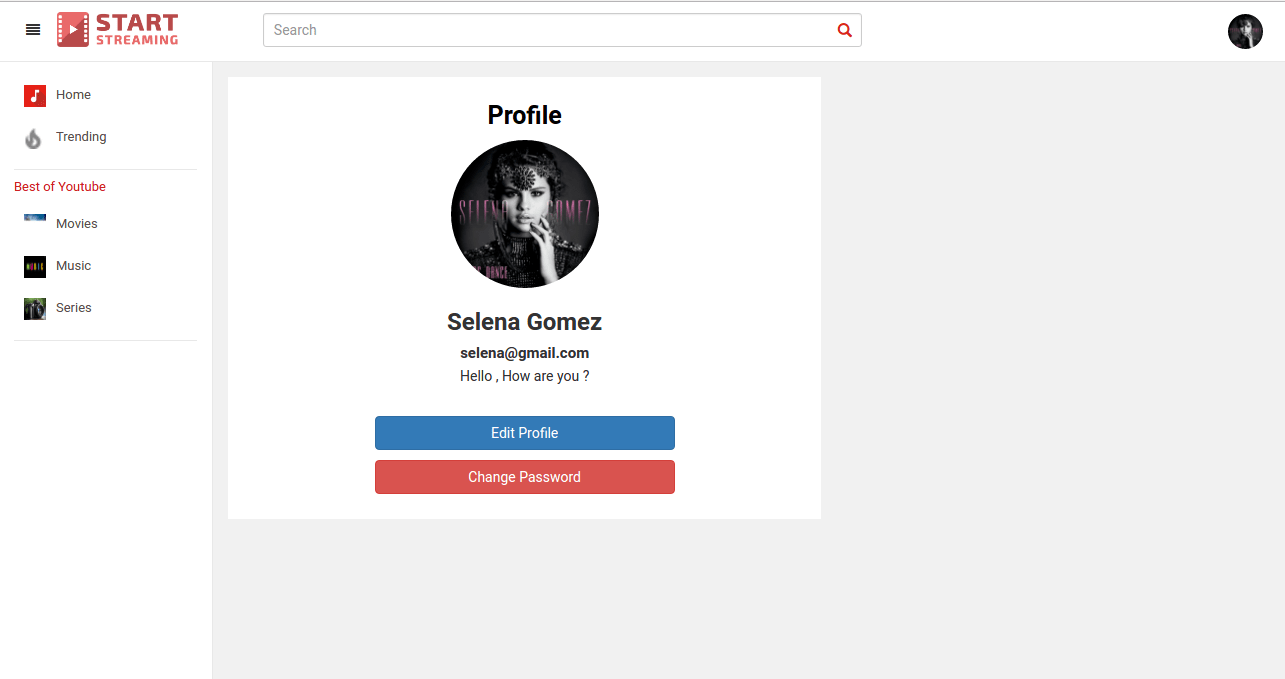 START
STREAMING
Search
Home
Trending
Best of Youtube
Movies
Music
Series
Profile
SELENA GOMEZ
DANCE
Selena Gomez
selena@gmail.com
Hello , How are you ?
Edit Profile
Change Password